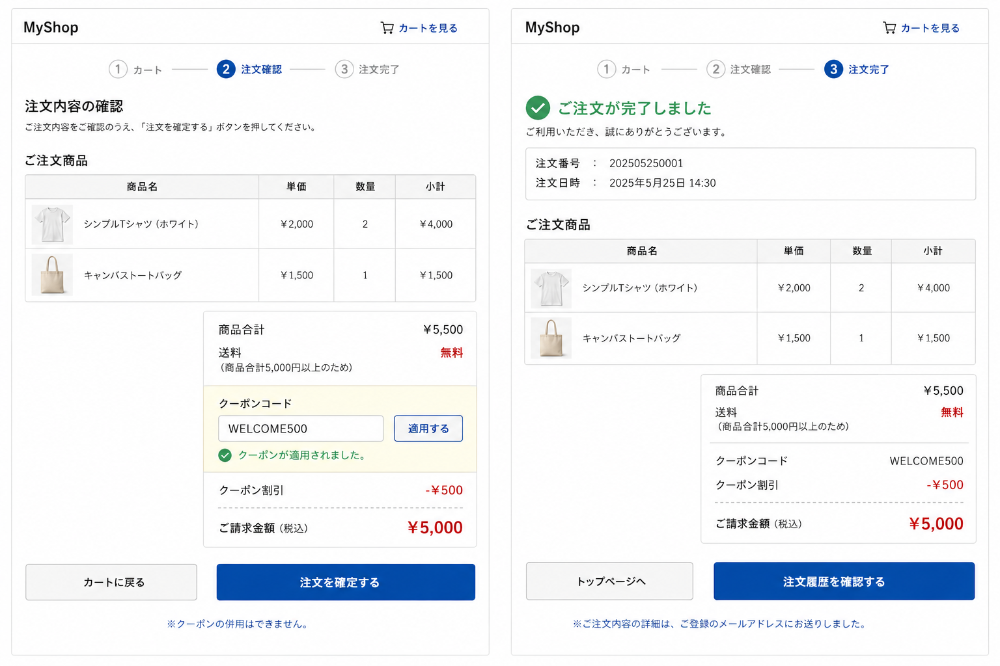 MyShop
カートを見る
1 カート 2 注文確認 3 注文完了
注文内容の確認
ご注文内容をご確認のうえ、「注文を確定する」ボタンを押してください。
ご注文商品
商品名 単価 数量 小計
シンプルTシャツ（ホワイト） ¥2,000 2 ¥4,000
キャンバストートバッグ ¥1,500 1 ¥1,500
商品合計 ¥5,500
送料 無料
（商品合計5,000円以上のため）
クーポンコード
WELCOME500 適用する
クーポンが適用されました。
クーポン割引 -¥500
ご請求金額（税込） ¥5,000
カートに戻る 注文を確定する
※クーポンの併用はできません。
MyShop
カートを見る
1 カート 2 注文確認 3 注文完了
ご注文が完了しました
ご利用いただき、誠にありがとうございます。
注文番号 ： 202505250001
注文日時 ： 2025年5月25日 14:30
ご注文商品
商品名 単価 数量 小計
シンプルTシャツ（ホワイト） ¥2,000 2 ¥4,000
キャンバストートバッグ ¥1,500 1 ¥1,500
商品合計 ¥5,500
送料 無料
（商品合計5,000円以上のため）
クーポンコード WELCOME500
クーポン割引 -¥500
ご請求金額（税込） ¥5,000
トップページへ 注文履歴を確認する
※ご注文内容の詳細は、ご登録のメールアドレスにお送りしました。